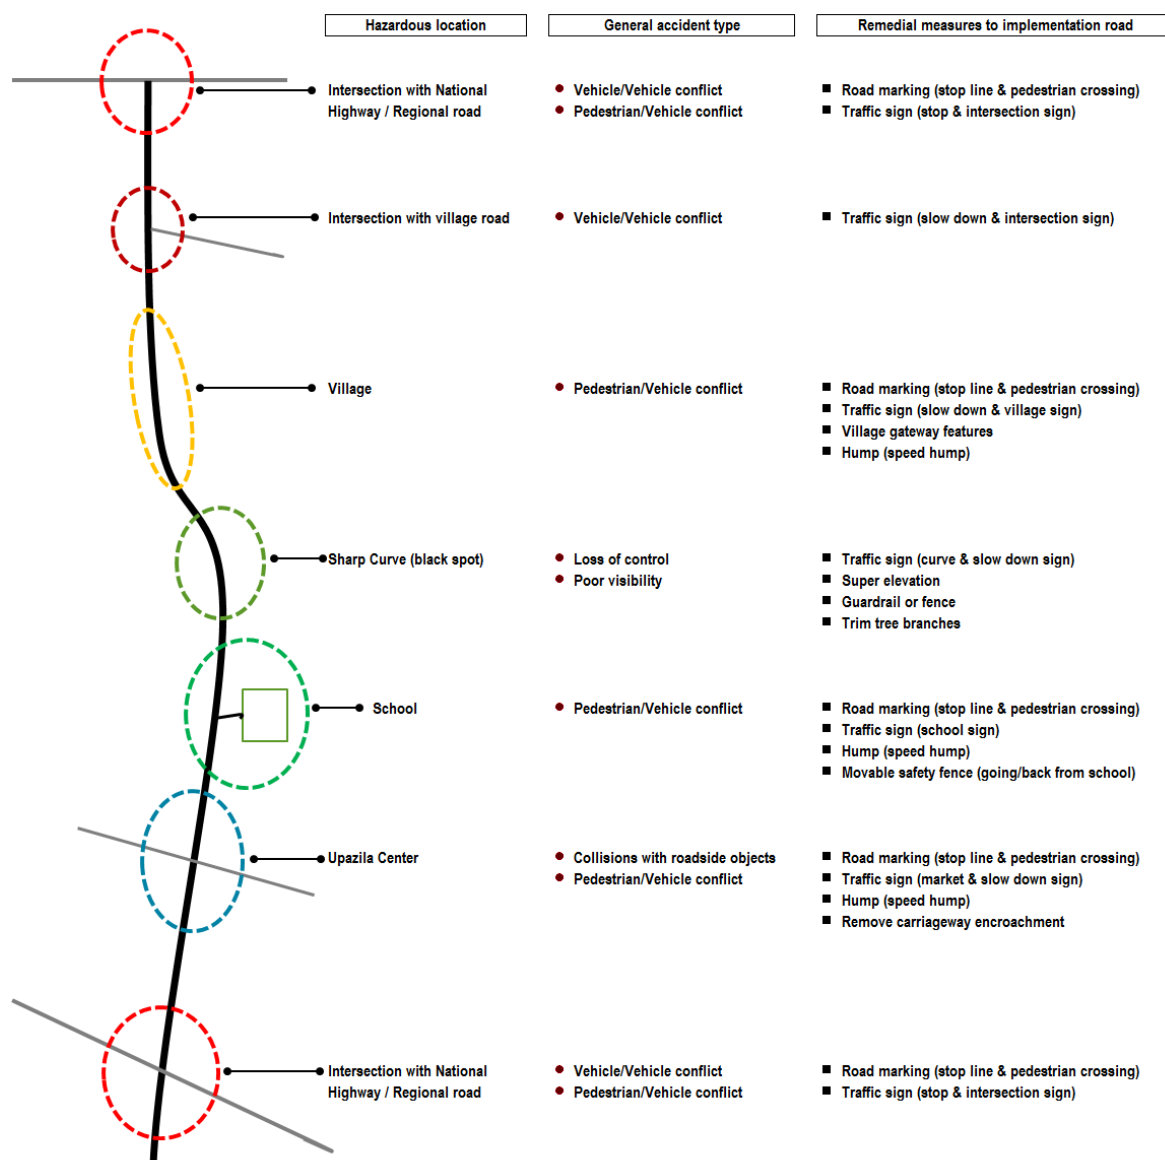 Hazardous location
General accident type
Remedial measures to implementation road
Intersection with National
Highway / Regional road
Vehicle/Vehicle conflict
Pedestrian/Vehicle conflict
Road marking (stop line & pedestrian crossing)
Traffic sign (stop & intersection sign)
Intersection with village road
Vehicle/Vehicle conflict
Traffic sign (slow down & intersection sign)
Village
Pedestrian/Vehicle conflict
Road marking (stop line & pedestrian crossing)
Traffic sign (slow down & village sign)
Village gateway features
Hump (speed hump)
Sharp Curve (black spot)
Loss of control
Poor visibility
Traffic sign (curve & slow down sign)
Super elevation
Guardrail or fence
Trim tree branches
School
Pedestrian/Vehicle conflict
Road marking (stop line & pedestrian crossing)
Traffic sign (school sign)
Hump (speed hump)
Movable safety fence (going/back from school)
Upazila Center
Collisions with roadside objects
Pedestrian/Vehicle conflict
Road marking (stop line & pedestrian crossing)
Traffic sign (market & slow down sign)
Hump (speed hump)
Remove carriageway encroachment
Intersection with National
Highway / Regional road
Vehicle/Vehicle conflict
Pedestrian/Vehicle conflict
Road marking (stop line & pedestrian crossing)
Traffic sign (stop & intersection sign)